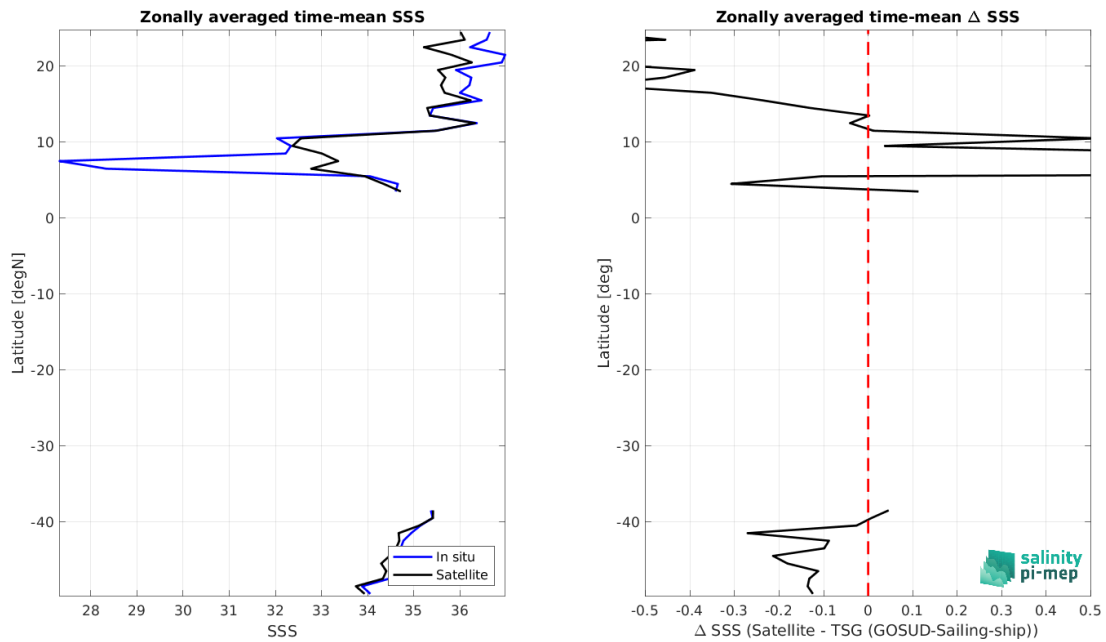 Zonally averaged time-mean SSS
20
10
0
-10
-20
-30
-40
Latitude [degN]
28 29 30 31 32 33 34 35 36
SSS
In situ
Satellite
Zonally averaged time-mean Δ SSS
20
10
0
-10
-20
-30
-40
Latitude [deg]
-0.5 -0.4 -0.3 -0.2 -0.1 0 0.1 0.2 0.3 0.4 0.5
Δ SSS (Satellite - TSG (GOSUD-Sailing-ship))
salinity
pi-mep